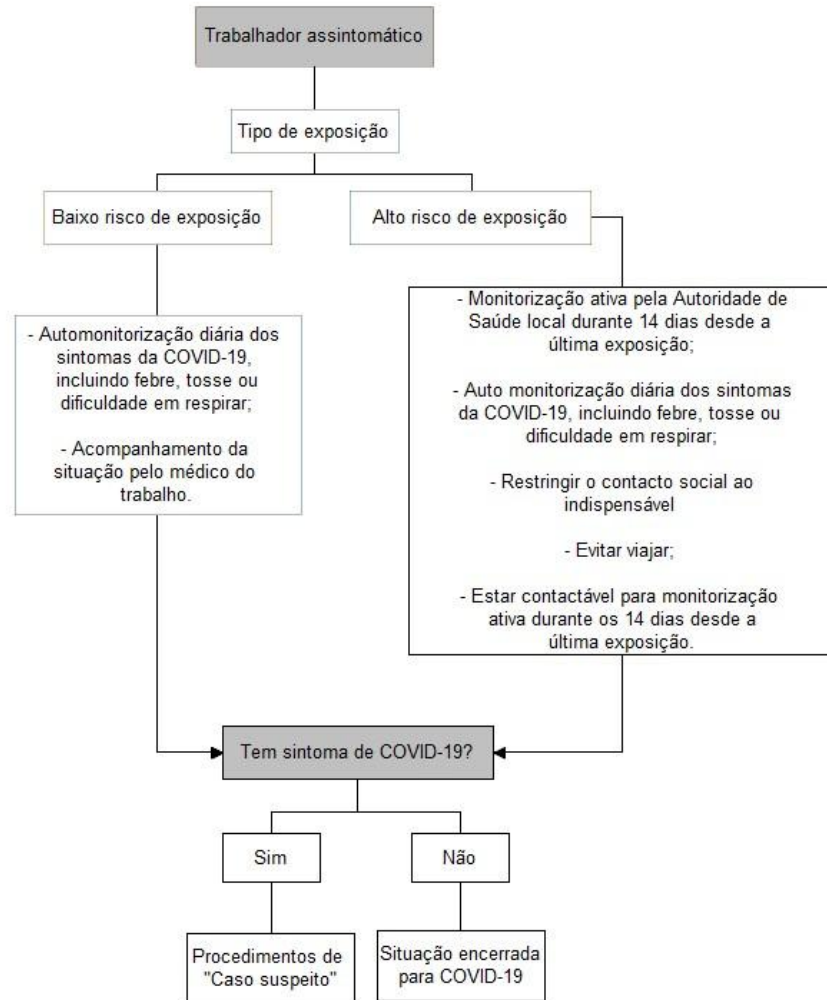 Trabalhador assintomático
Tipo de exposição
Baixo risco de exposição
Alto risco de exposição
- Automonitorização diária dos
sintomas da COVID-19,
incluindo febre, tosse ou
dificuldade em respirar;
- Acompanhamento da
situação pelo médico do
trabalho.
- Monitorização ativa pela Autoridade de
Saúde local durante 14 dias desde a
última exposição;
- Auto monitorização diária dos sintomas
da COVID-19, incluindo febre, tosse ou
dificuldade em respirar;
- Restringir o contacto social ao
indispensável
- Evitar viajar;
- Estar contactável para monitorização
ativa durante os 14 dias desde a
última exposição.
Tem sintoma de COVID-19?
Sim
Não
Procedimentos de
"Caso suspeito"
Situação encerrada
para COVID-19